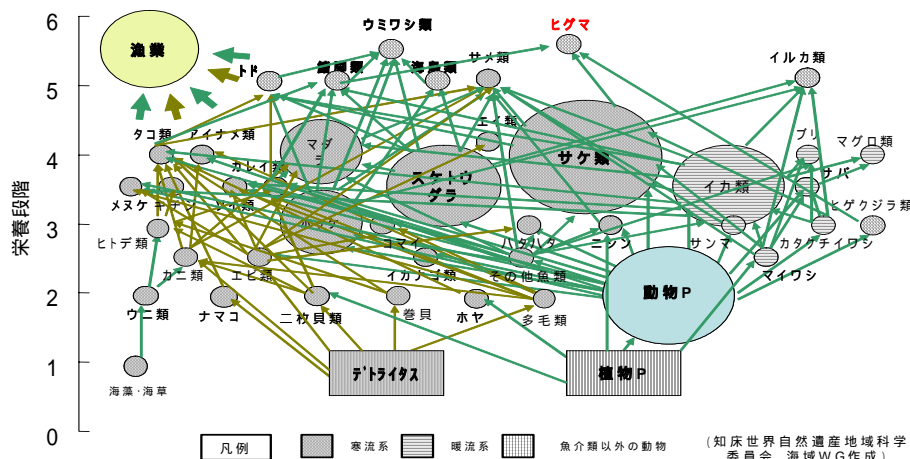 6
5
4
3
2
1
0
栄養段階
漁業
トド
ウミワシ類
海鳥類
サメ類
ヒグマ
イルカ類
タコ類
アイナメ類
カレイ類
マダラ
スケトウ
グラ
エイ類
サケ類
イカ類
ブリ
マグロ類
サバ
ヒゲクジラ類
メヌケ
キチジ
ヒトデ類
コマイ
ハタハタ
ニシン
サンマ
カタクチイワシ
カニ類
エビ類
イカナゴ類
その他魚類
動物P
マイワシ
ウニ類
ナマコ
二枚貝類
巻貝
ホヤ
多毛類
海藻・海草
デトライタス
植物P
凡例
寒流系
暖流系
魚介類以外の動物
(知床世界自然遺産地域科学
委員会 海域WG作成)